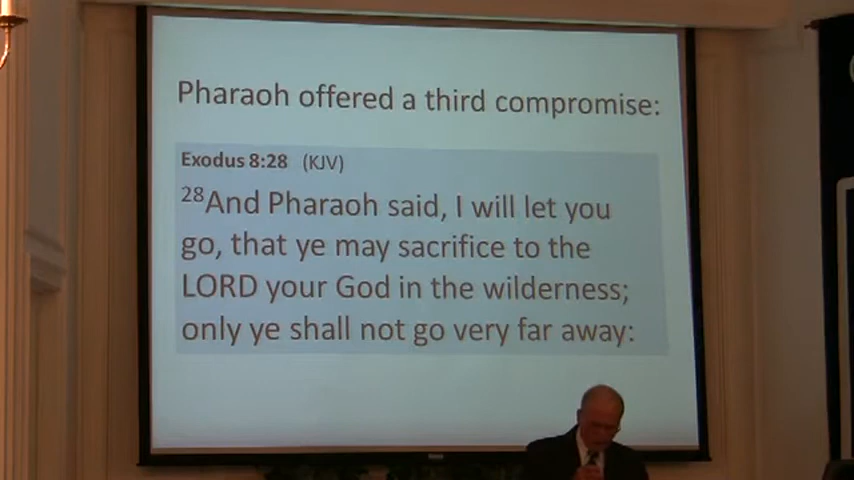 Pharaoh offered a third compromise:
Exodus 8:28 (KJV)
28And Pharaoh said, I will let you
go, that ye may sacrifice to the
LORD your God in the wilderness;
only ye shall not go very far away: